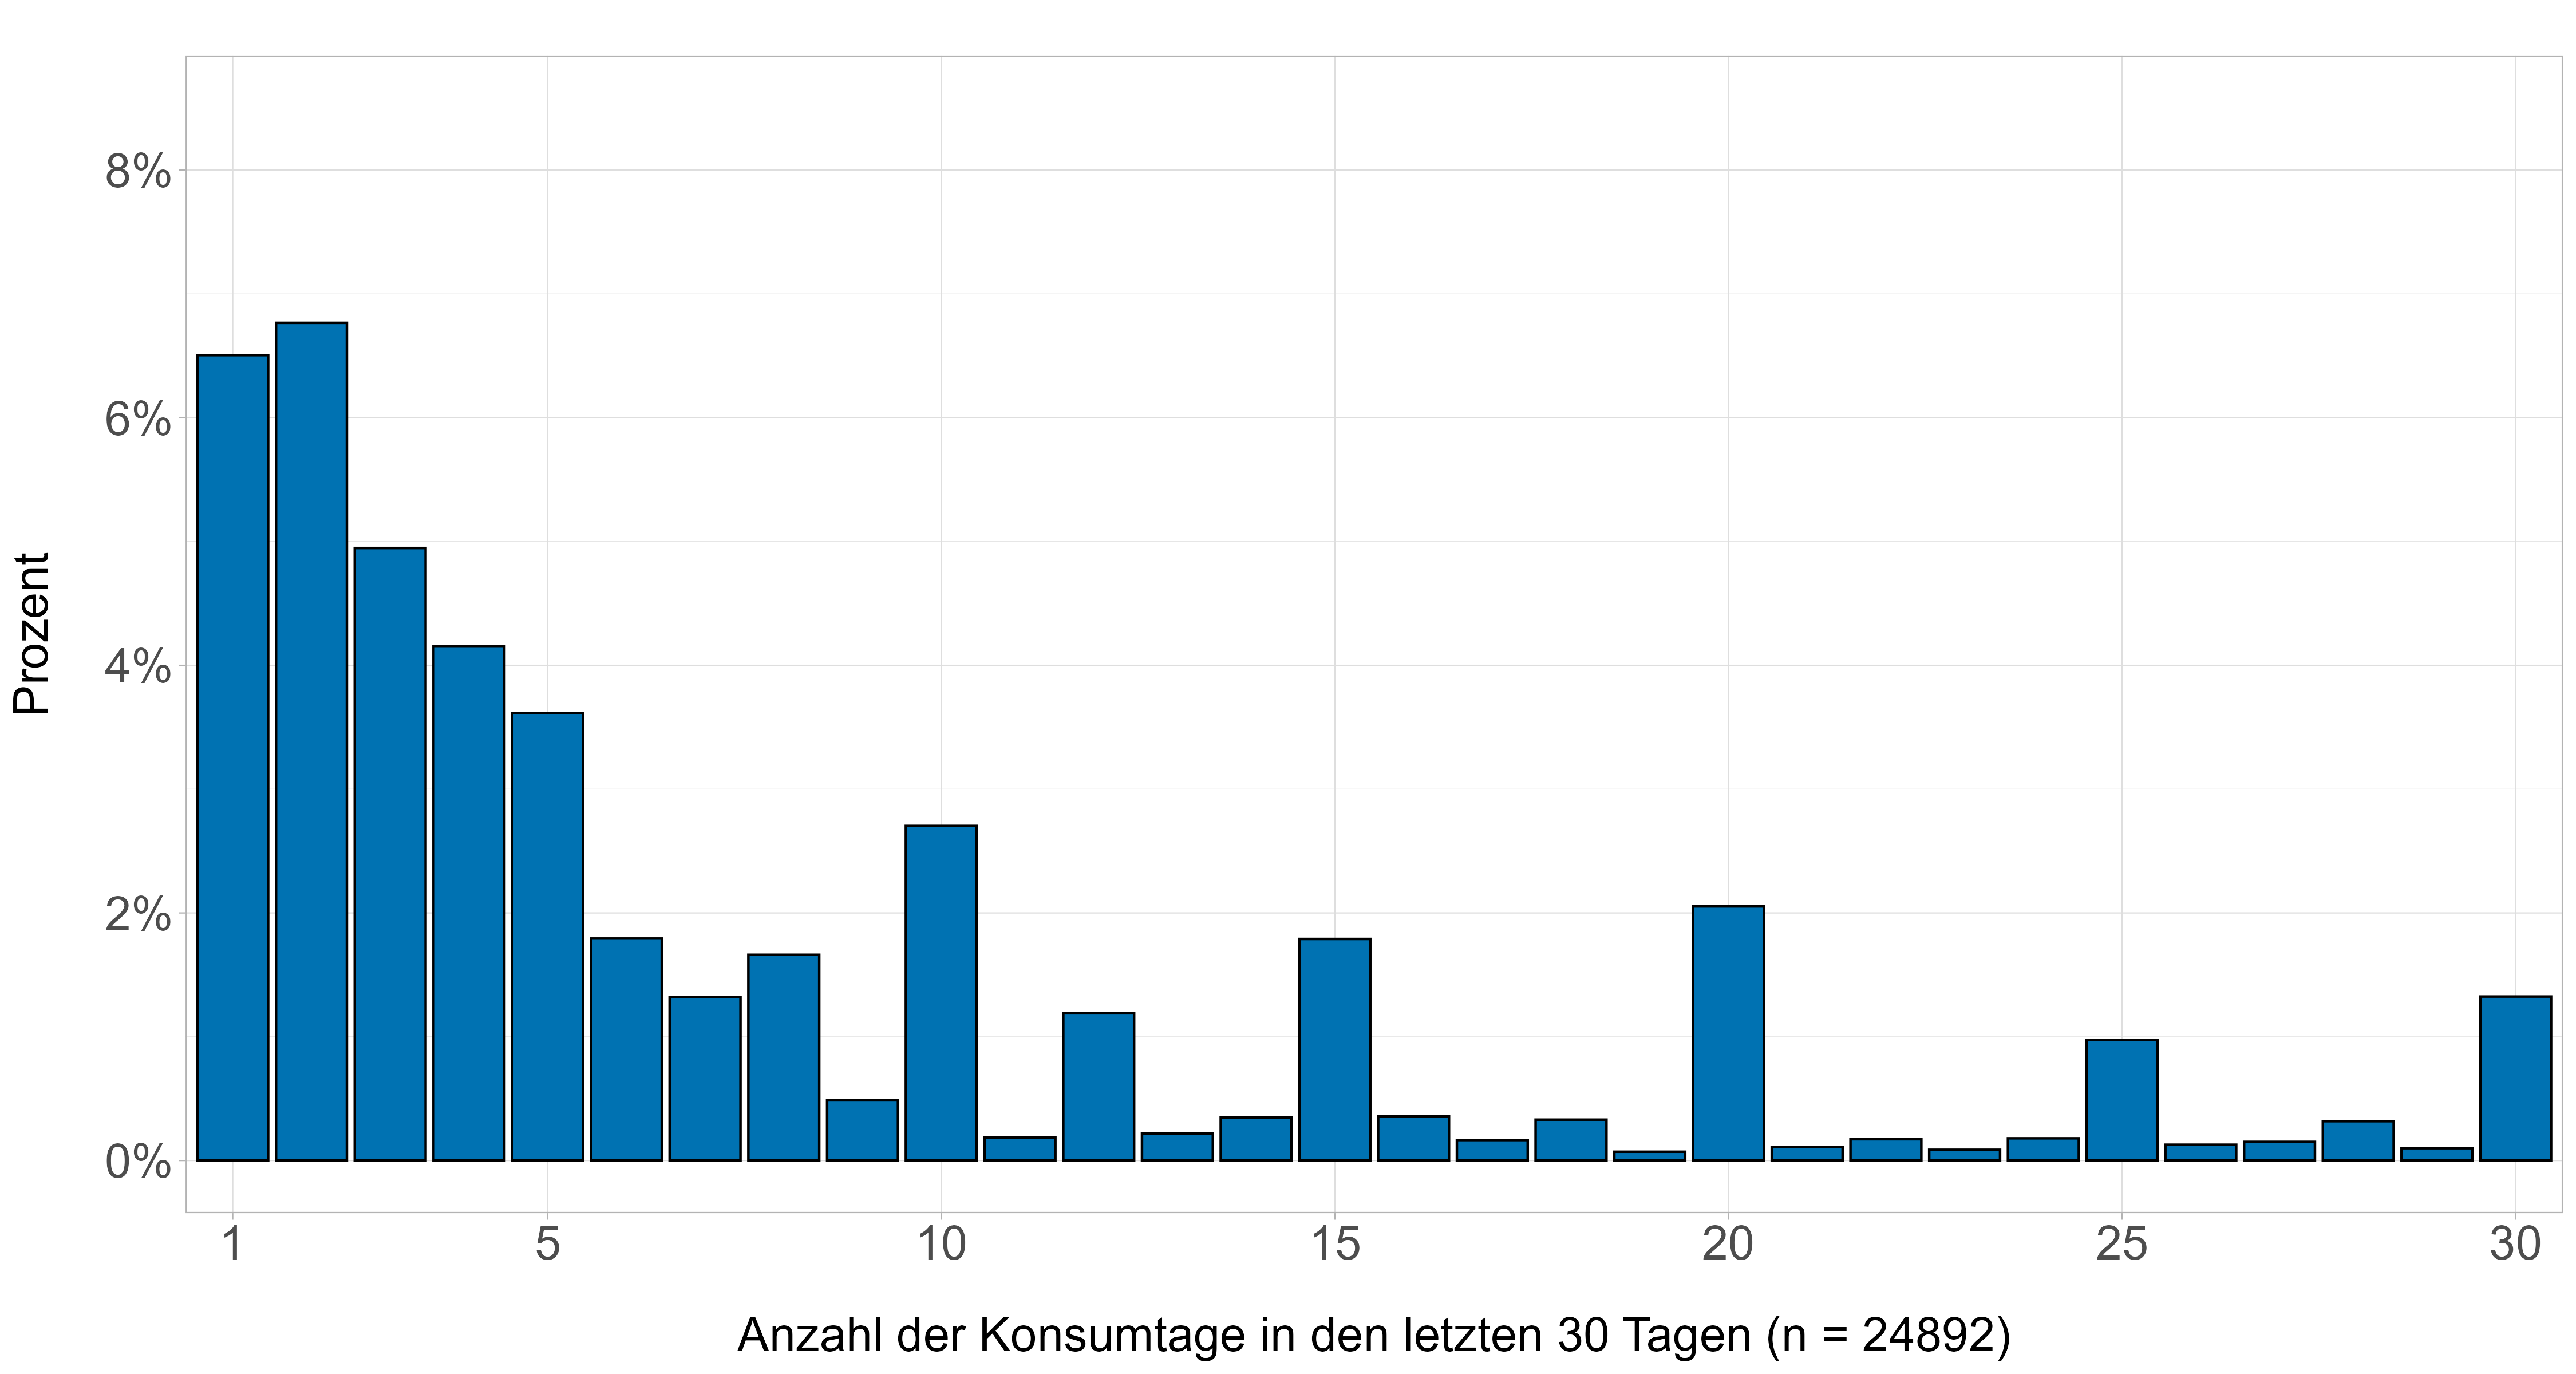 Prozent
8%
6%
4%
2%
0%
1 5 10 15 20 25 30
Anzahl der Konsumtage in den letzten 30 Tagen (n = 24892)